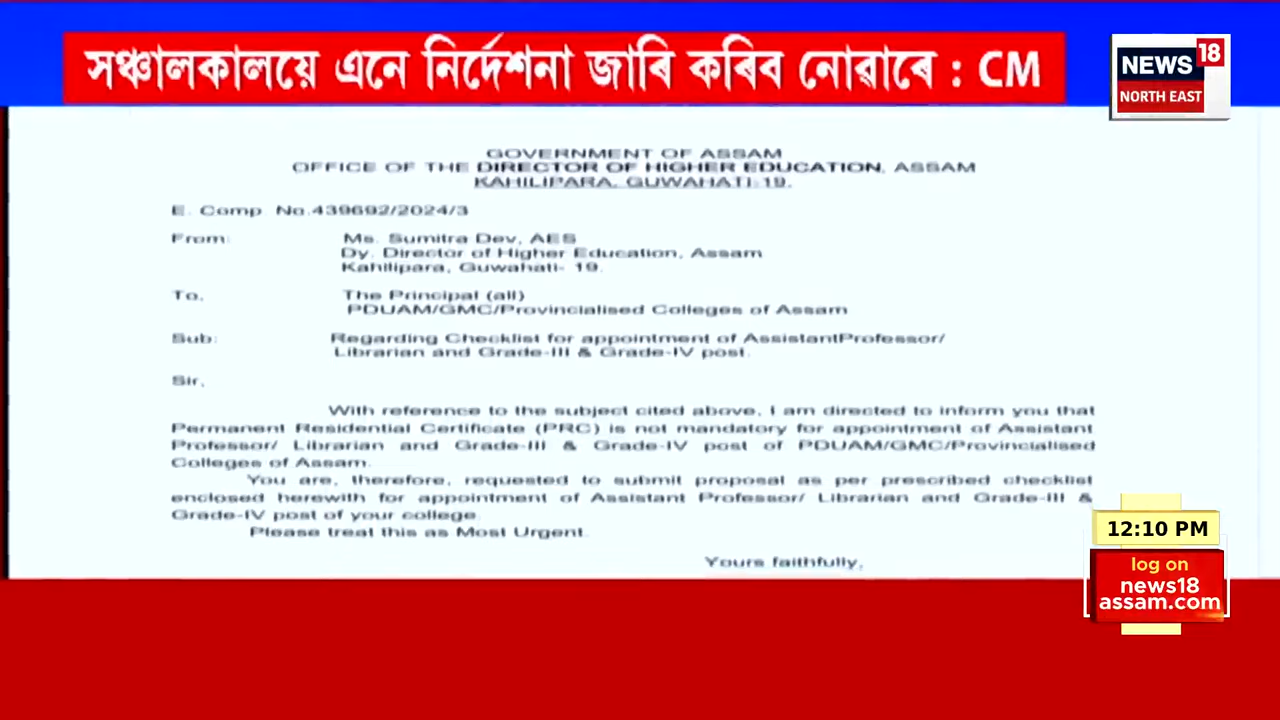 সঞ্চালকালয়ে এনে নিৰ্দেশনা জাৰি কৰিব নোৱাৰে : CM
NEWS 18
NORTH EAST
GOVERNMENT OF ASSAM
OFFICE OF THE DIRECTOR OF HIGHER EDUCATION, ASSAM
KAHILIPARA, GUWAHATI-19.
E. Comp No.439692/2024/3
From: Ms. Sumitra Dev, AES
Dy. Director of Higher Education, Assam
Kahilipara, Guwahati- 19.
To, The Principal (all)
PDUAM/GMC/Provincialised Colleges of Assam
Sub: Regarding Checklist for appointment of AssistantProfessor/
Librarian and Grade-III & Grade-IV post.
Sir,
With reference to the subject cited above, I am directed to inform you that
Permanent Residential Certificate (PRC) is not mandatory for appointment of Assistant
Professor/ Librarian and Grade-III & Grade-IV post of PDUAM/GMC/Provincialised
Colleges of Assam.
You are, therefore, requested to submit proposal as per prescribed checklist
enclosed herewith for appointment of Assistant Professor/ Librarian and Grade-III &
Grade-IV post of your college.
Please treat this as Most Urgent.
Yours faithfully,
12:10 PM
log on
news18
assam.com